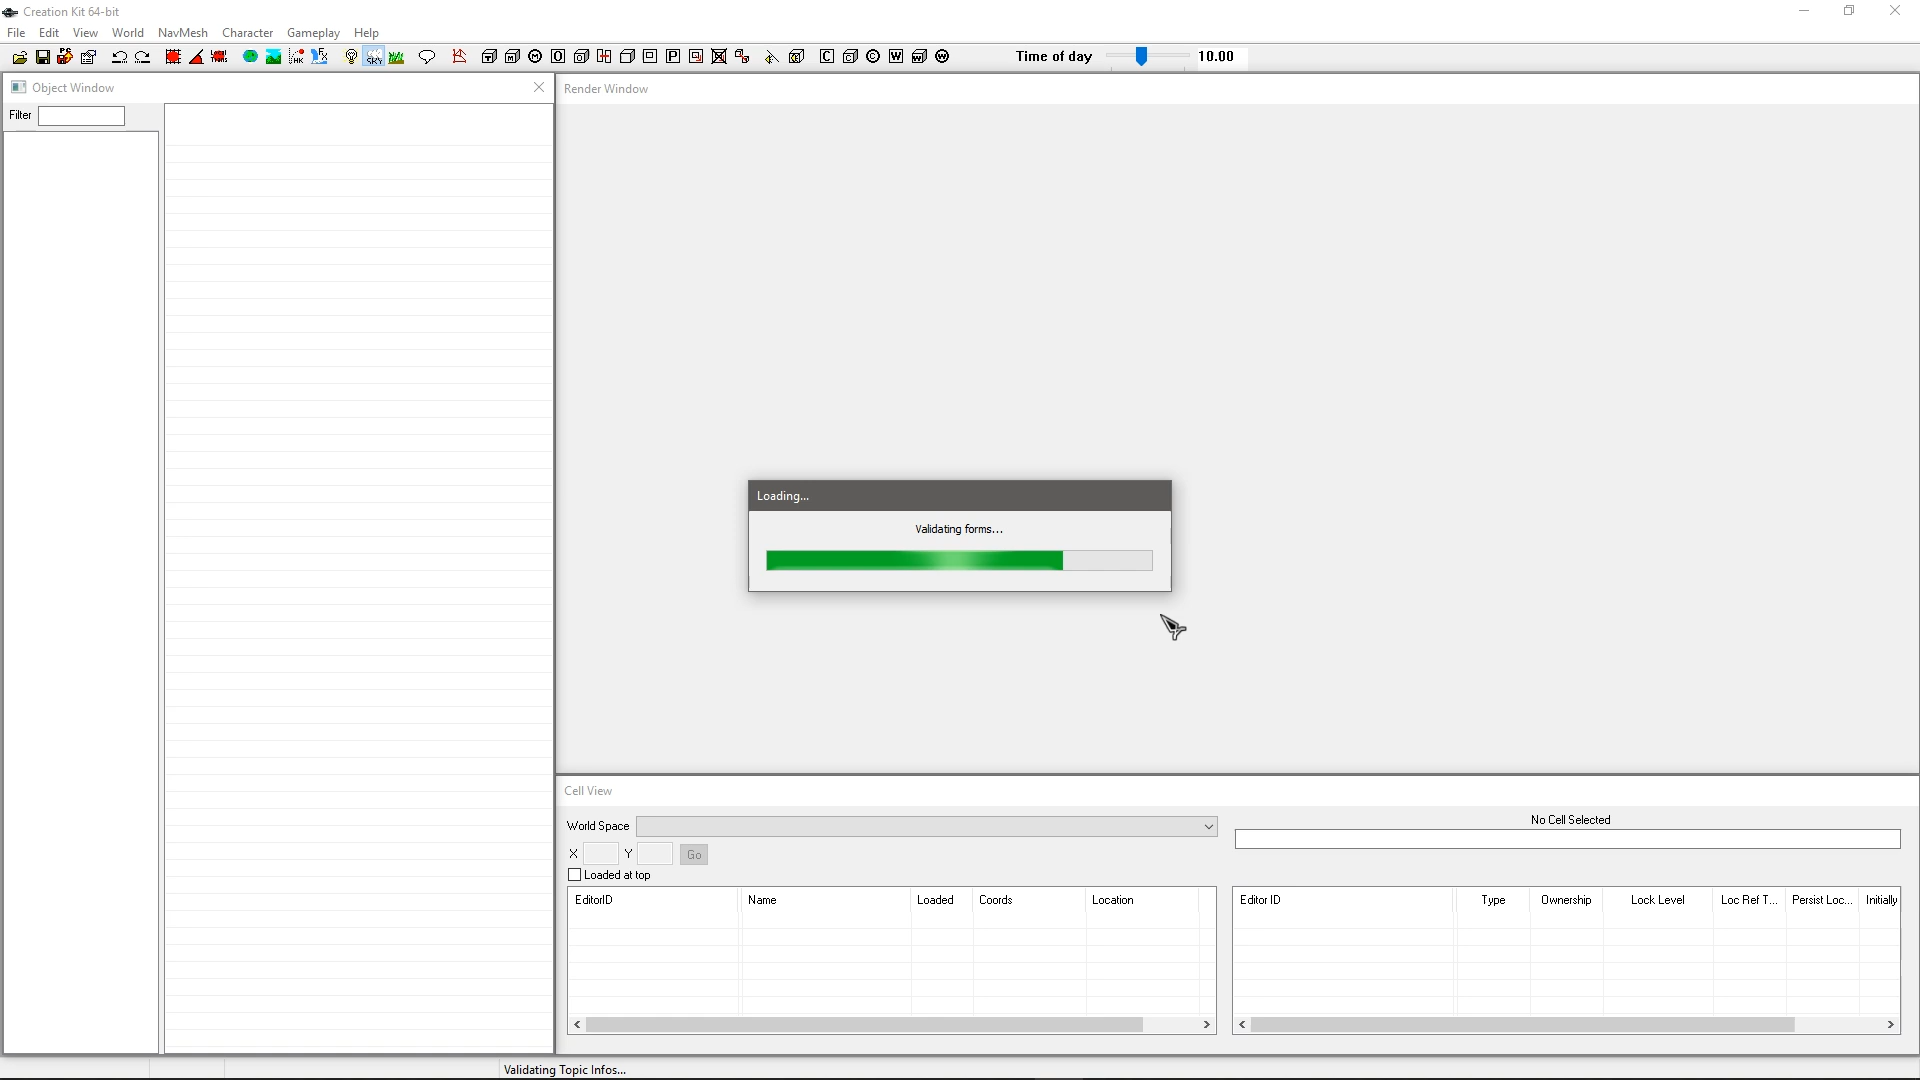 Creation Kit 64-bit
File Edit View World NavMesh Character Gameplay Help
Time of day 10.00
Object Window
Render Window
Filter
Loading...
Validating forms...
Cell View
World Space
No Cell Selected
X Y Go
Loaded at top
EditorID Name Loaded Coords Location
Editor ID Type Ownership Lock Level Loc Ref T... Persist Loc... Initially
Validating Topic Infos...